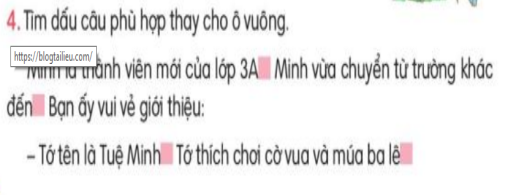 4. Tìm dấu câu phù hợp thay cho ô vuông.
https://blogtailieu.com/
Minh là thành viên mới của lớp 3A Minh vừa chuyển từ trường khác
đến Bạn ấy vui vẻ giới thiệu:
– Tớ tên là Tuệ Minh Tớ thích chơi cờ vua và múa ba lê